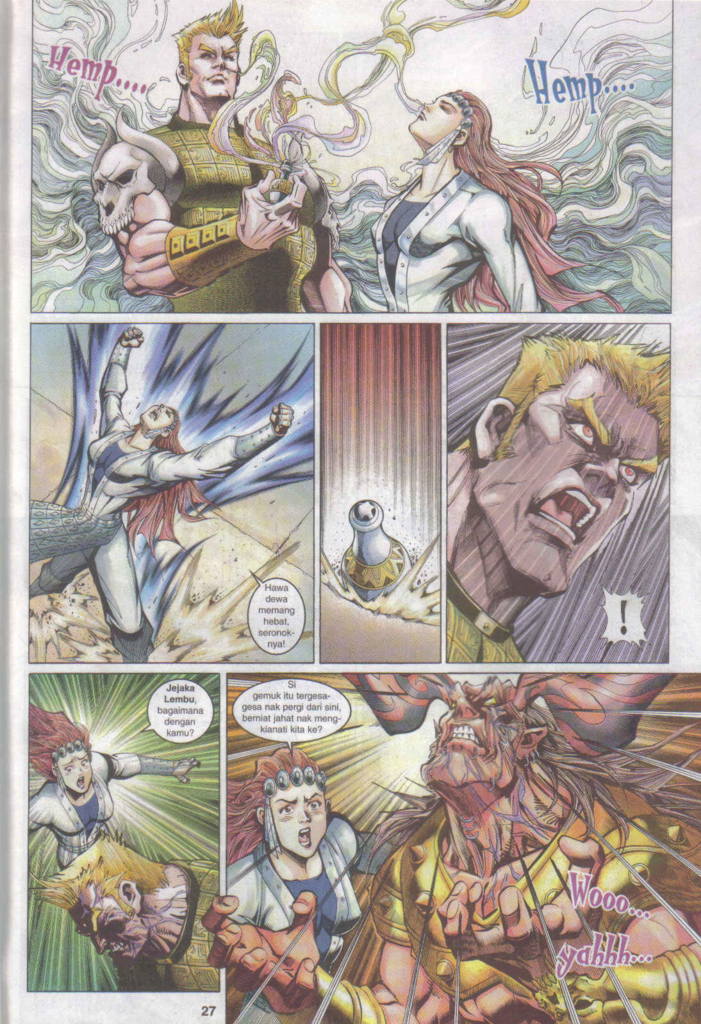 Hemp....
Hemp....
Hawa
dewa
memang
hebat,
seronok-
nya!
!
Jejaka
Lembu,
bagaimana
dengan
kamu?
Si
gemuk itu tergesa-
gesa nak pergi dari sini,
berniat jahat nak meng-
kianati kita ke?
Wooo...
yahhh...
27